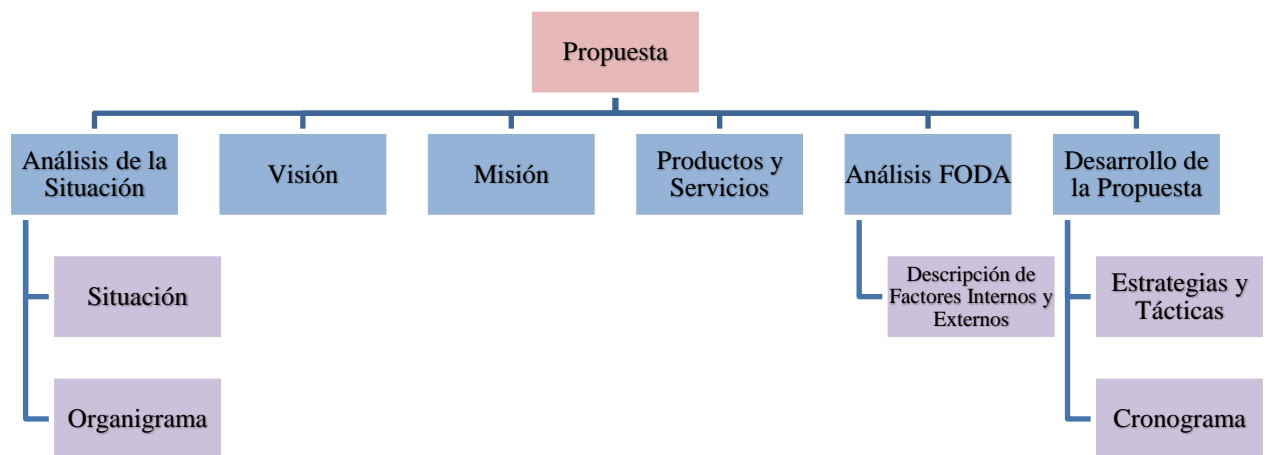 Propuesta
Análisis de la
Situación
Visión
Misión
Productos y
Servicios
Análisis FODA
Desarrollo de
la Propuesta
Situación
Descripción de
Factores Internos y
Externos
Estrategias y
Tácticas
Organigrama
Cronograma